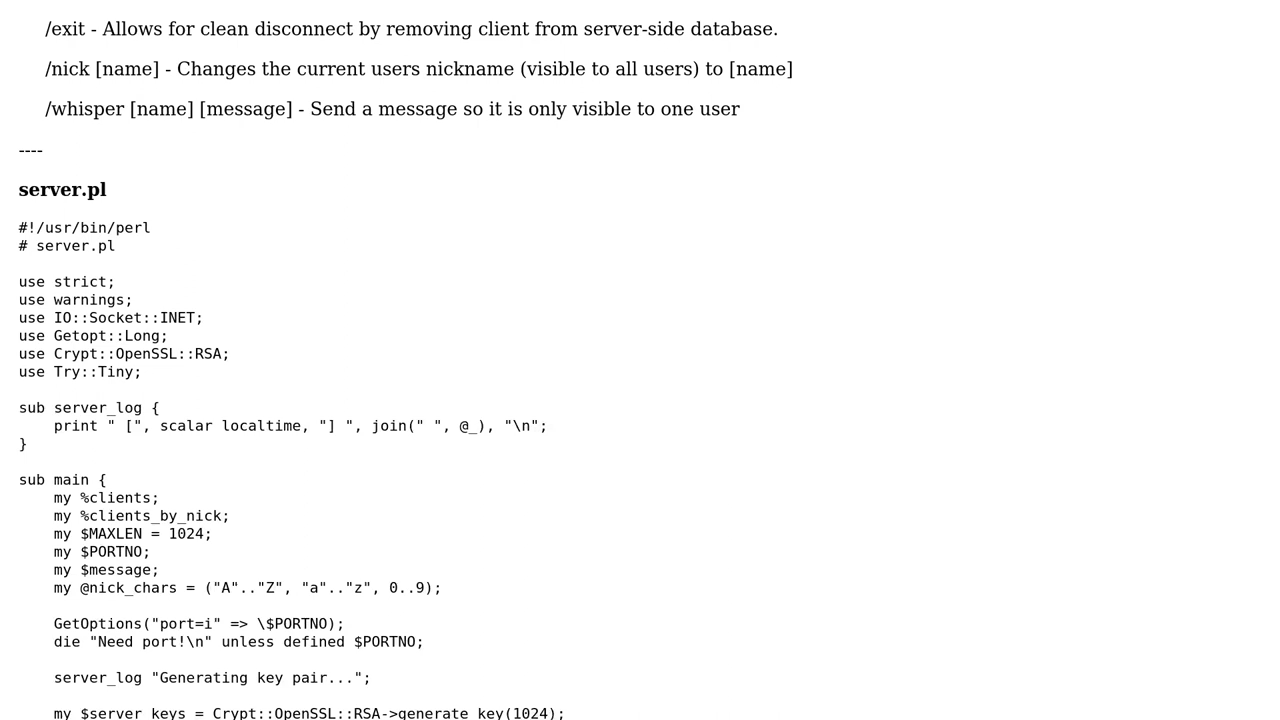 /exit - Allows for clean disconnect by removing client from server-side database.
/nick [name] - Changes the current users nickname (visible to all users) to [name]
/whisper [name] [message] - Send a message so it is only visible to one user
----
server.pl
#!/usr/bin/perl
# server.pl
use strict;
use warnings;
use IO::Socket::INET;
use Getopt::Long;
use Crypt::OpenSSL::RSA;
use Try::Tiny;
sub server_log {
    print " [", scalar localtime, "] ", join(" ", @_), "\n";
}
sub main {
    my %clients;
    my %clients_by_nick;
    my $MAXLEN = 1024;
    my $PORTNO;
    my $message;
    my @nick_chars = ("A".."Z", "a".."z", 0..9);
    GetOptions("port=i" => \$PORTNO);
    die "Need port!\n" unless defined $PORTNO;
    server_log "Generating key pair...";
    my $server_keys = Crypt::OpenSSL::RSA->generate_key(1024);